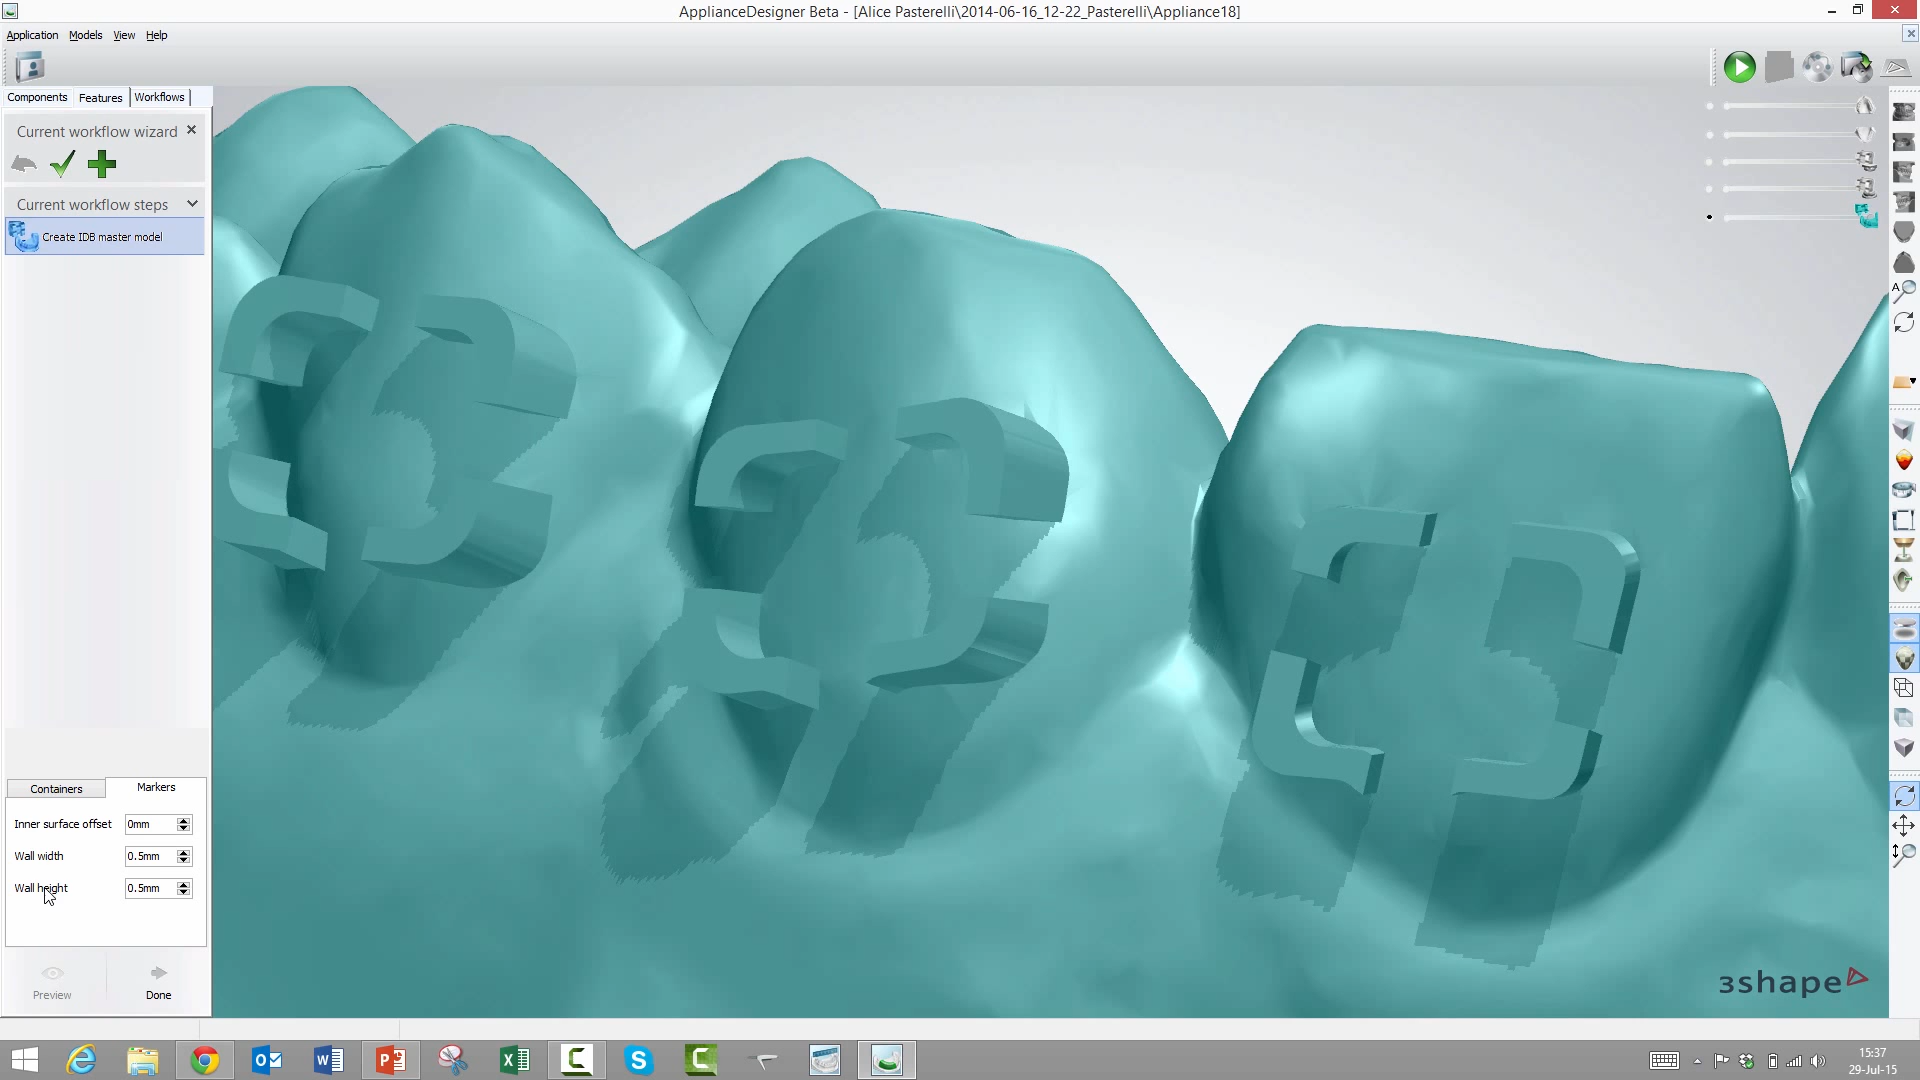 ApplianceDesigner Beta - [Alice Pasterelli\2014-06-16_12-22_Pasterelli\Appliance18]
Application Models View Help
Components Features Workflows
Current workflow wizard
Current workflow steps
Create IDB master model
A
Containers Markers
Inner surface offset 0mm
Wall width 0.5mm
Wall height 0.5mm
Preview Done
3shape
15:37
29-Jul-15